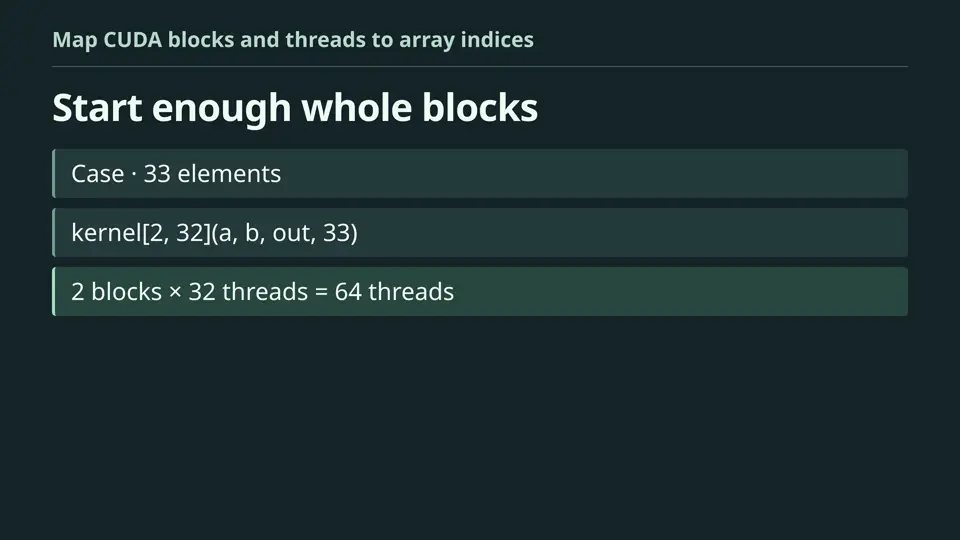 Map CUDA blocks and threads to array indices
Start enough whole blocks
Case · 33 elements
kernel[2, 32](a, b, out, 33)
2 blocks × 32 threads = 64 threads